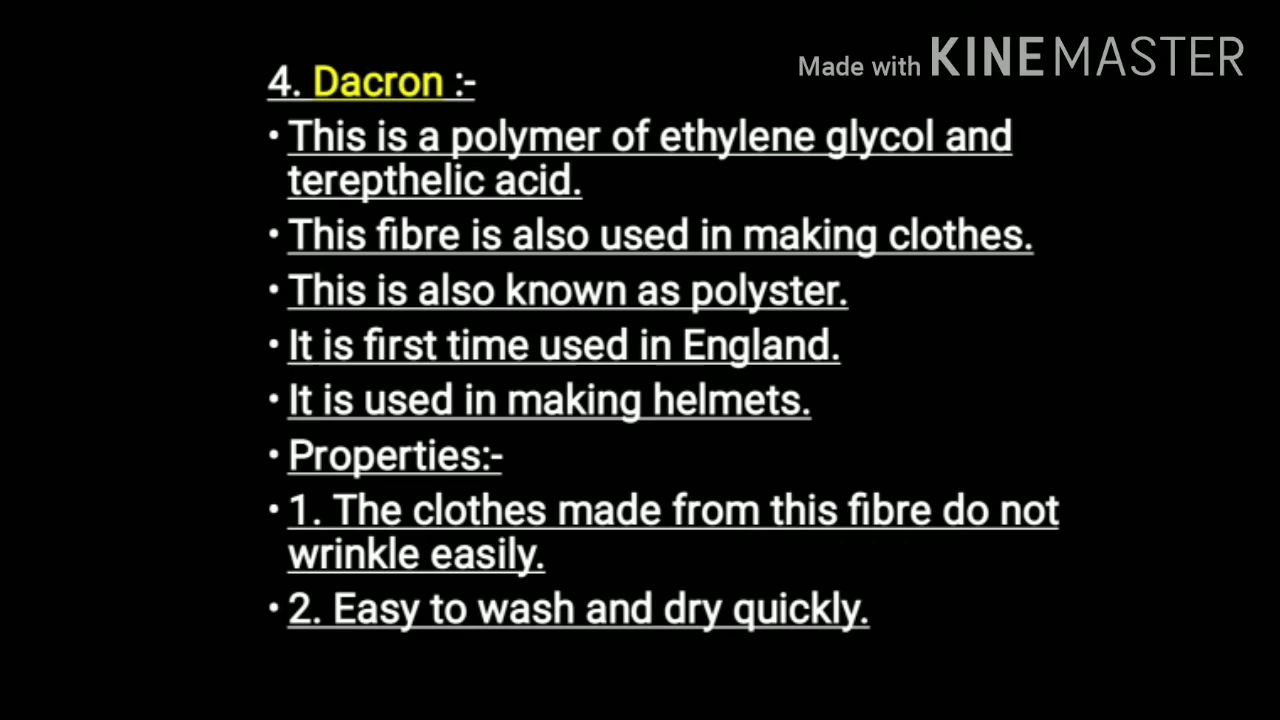 Made with KINEMASTER
4. Dacron :-
• This is a polymer of ethylene glycol and
terepthelic acid.
• This fibre is also used in making clothes.
• This is also known as polyster.
• It is first time used in England.
• It is used in making helmets.
• Properties:-
• 1. The clothes made from this fibre do not
wrinkle easily.
• 2. Easy to wash and dry quickly.